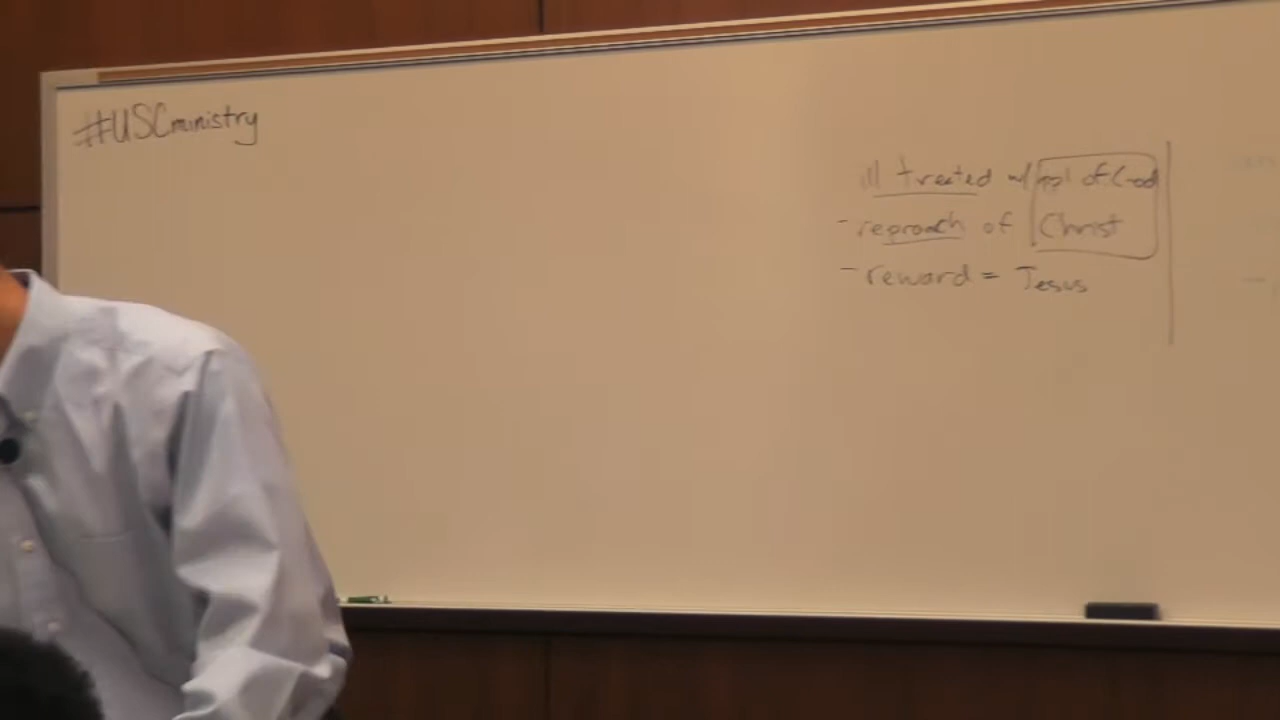 #USCministry
ill treated w/ ppl of God
- reproach of Christ
- reward = Jesus